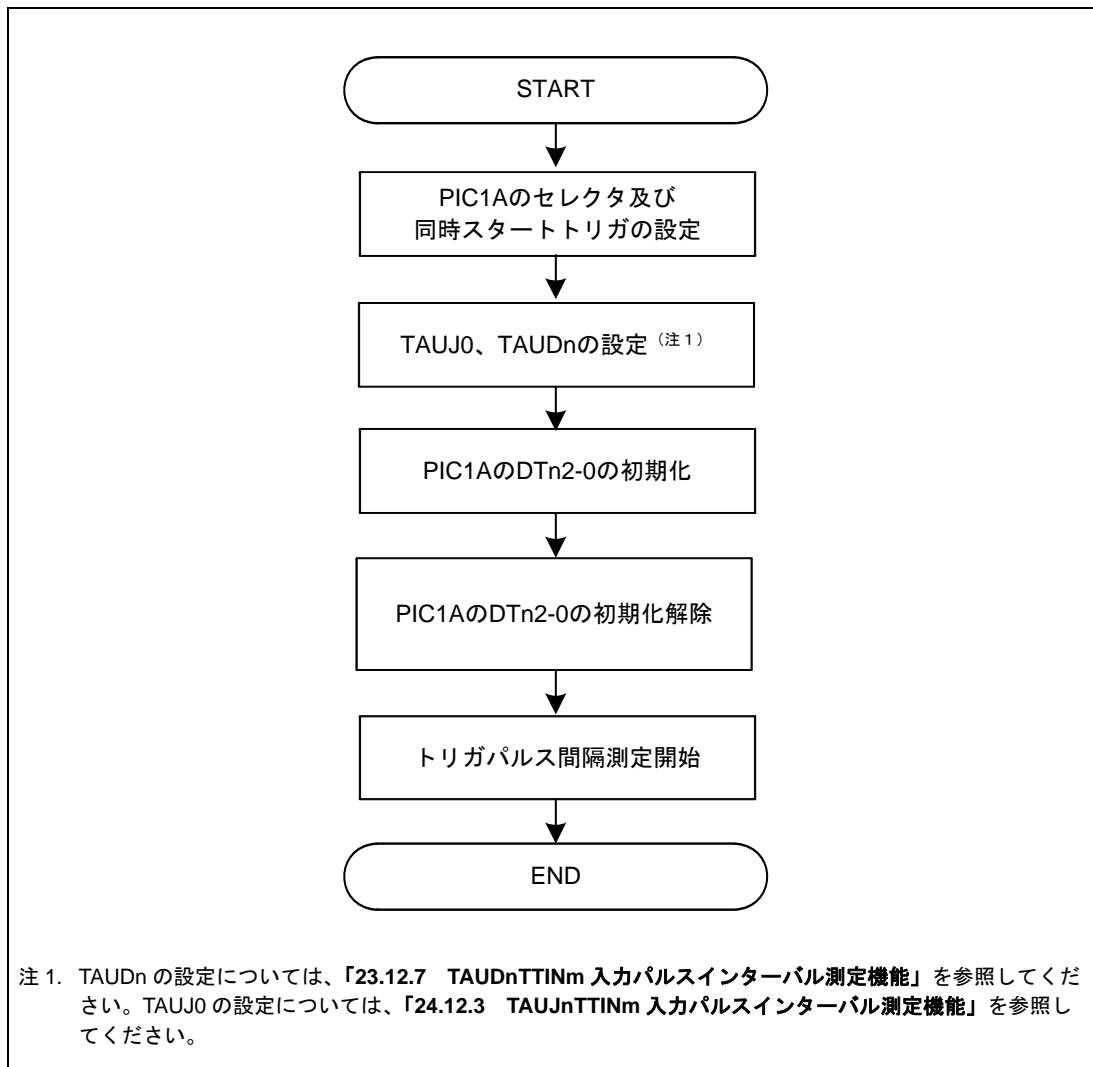 START
PIC1Aのセレクタ及び
同時スタートトリガの設定
TAUJ0、TAUDnの設定（注1）
PIC1AのDTn2-0の初期化
PIC1AのDTn2-0の初期化解除
トリガパルス間隔測定開始
END
注 1. TAUDn の設定については、「23.12.7 TAUDnTTINm 入力パルスインターバル測定機能」を参照してくだ
さい。TAUJ0 の設定については、「24.12.3 TAUJnTTINm 入力パルスインターバル測定機能」を参照し
てください。